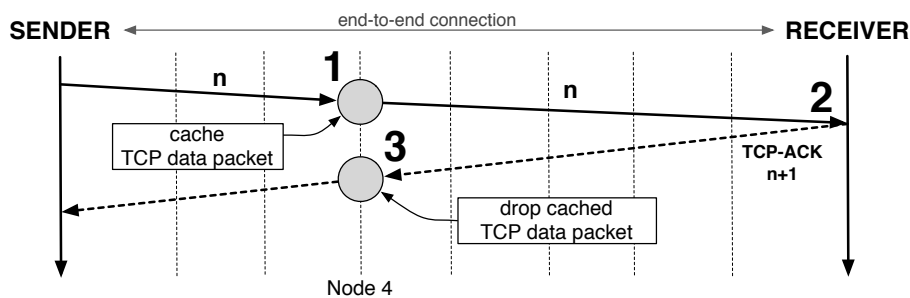 end-to-end connection
SENDER
RECEIVER
n
1
n
2
cache
TCP data packet
3
TCP-ACK
n+1
drop cached
TCP data packet
Node 4